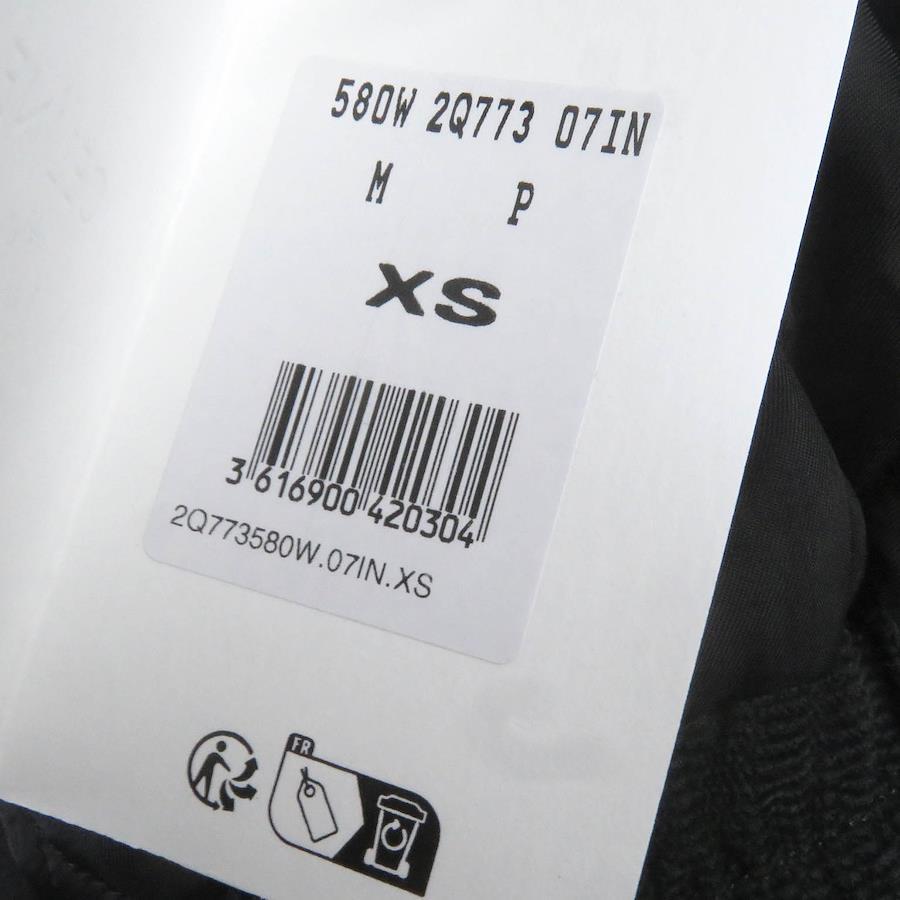 580W 2Q773 07IN
M P
XS
3 616900 420304
2Q773580W.07IN.XS
FR